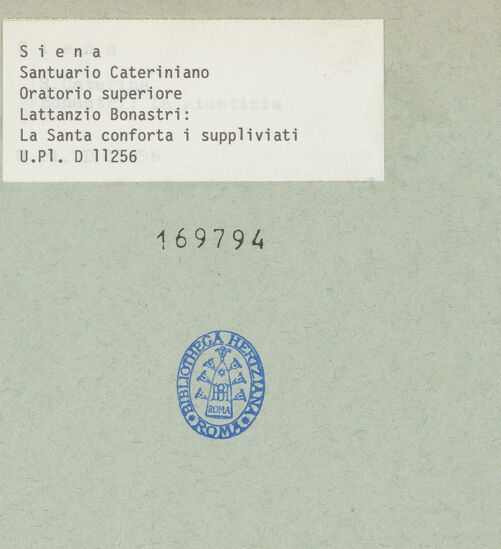 S i e n a
Santuario Cateriniano
Oratorio superiore
Lattanzio Bonastri:
La Santa conforta i suppliviati
U.Pl. D 11256
169794
BIBLIOTHECA HERTZIANA
ROMA
ROMA